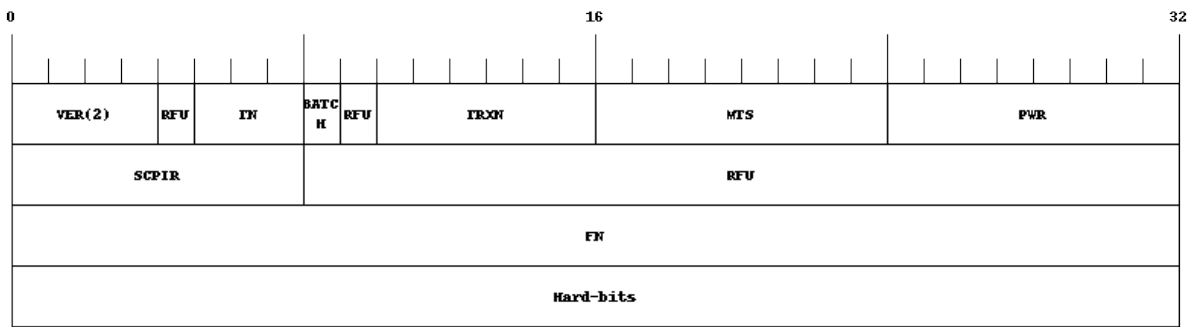 0 16 32
VER(2) RFU TN BATC RFU TRXN MTS PWR
H
SCPIR RFU
FN
Hard-bits